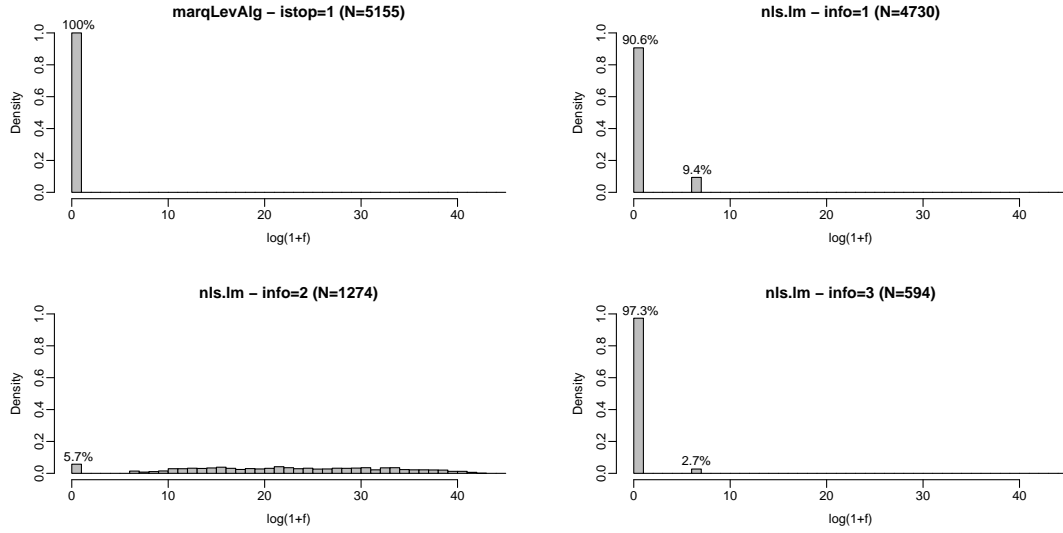 marqLevAlg − istop=1 (N=5155)
100%
Density
0.0 0.2 0.4 0.6 0.8 1.0
0 10 20 30 40
log(1+f)
nls.lm − info=1 (N=4730)
90.6%
9.4%
Density
0.0 0.2 0.4 0.6 0.8 1.0
0 10 20 30 40
log(1+f)
nls.lm − info=2 (N=1274)
5.7%
Density
0.0 0.2 0.4 0.6 0.8 1.0
0 10 20 30 40
log(1+f)
nls.lm − info=3 (N=594)
97.3%
2.7%
Density
0.0 0.2 0.4 0.6 0.8 1.0
0 10 20 30 40
log(1+f)